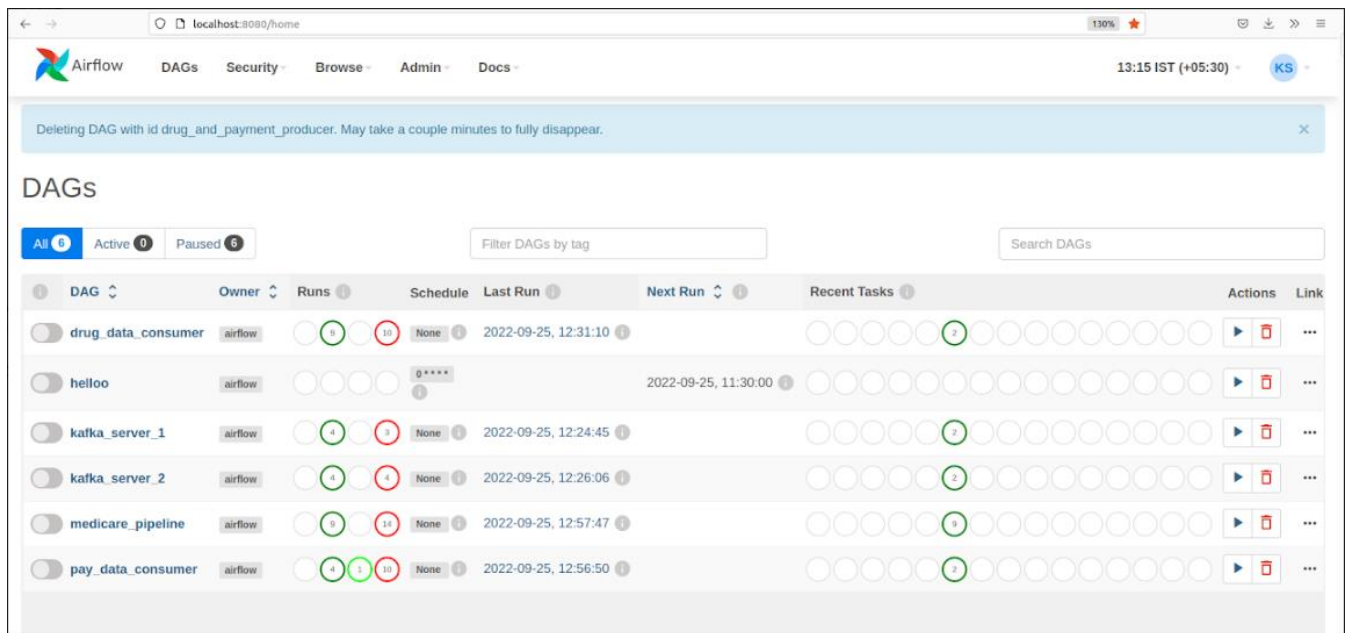 localhost:8080/home 130%
Airflow DAGs Security Browse Admin Docs 13:15 IST (+05:30) KS
Deleting DAG with id drug_and_payment_producer. May take a couple minutes to fully disappear. ×
DAGs
All 6 Active 0 Paused 6 Filter DAGs by tag Search DAGs
DAG Owner Runs Schedule Last Run Next Run Recent Tasks Actions Link
drug_data_consumer airflow 9 10 None 2022-09-25, 12:31:10 2
helloo airflow 0 * * * * 2022-09-25, 11:30:00
kafka_server_1 airflow 4 3 None 2022-09-25, 12:24:45 2
kafka_server_2 airflow 4 4 None 2022-09-25, 12:26:06 2
medicare_pipeline airflow 9 14 None 2022-09-25, 12:57:47 9
pay_data_consumer airflow 4 1 10 None 2022-09-25, 12:56:50 2